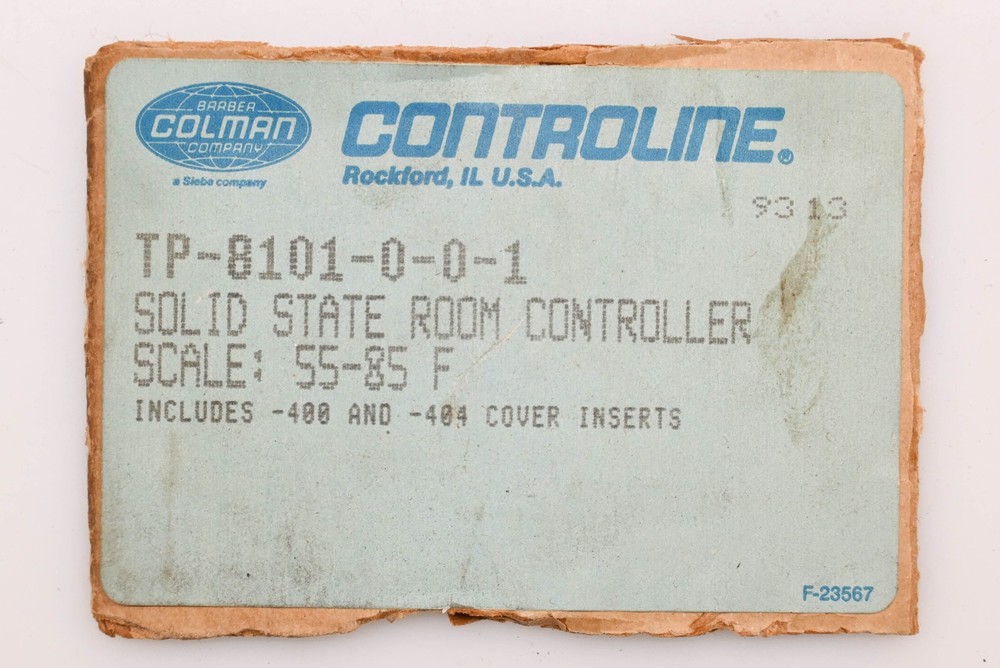 BARBER
COLMAN
COMPANY
a Siebe company
CONTROLINE®
Rockford, IL U.S.A.
9313
TP-8101-0-0-1
SOLID STATE ROOM CONTROLLER
SCALE: 55-85 F
INCLUDES -400 AND -404 COVER INSERTS
F-23567